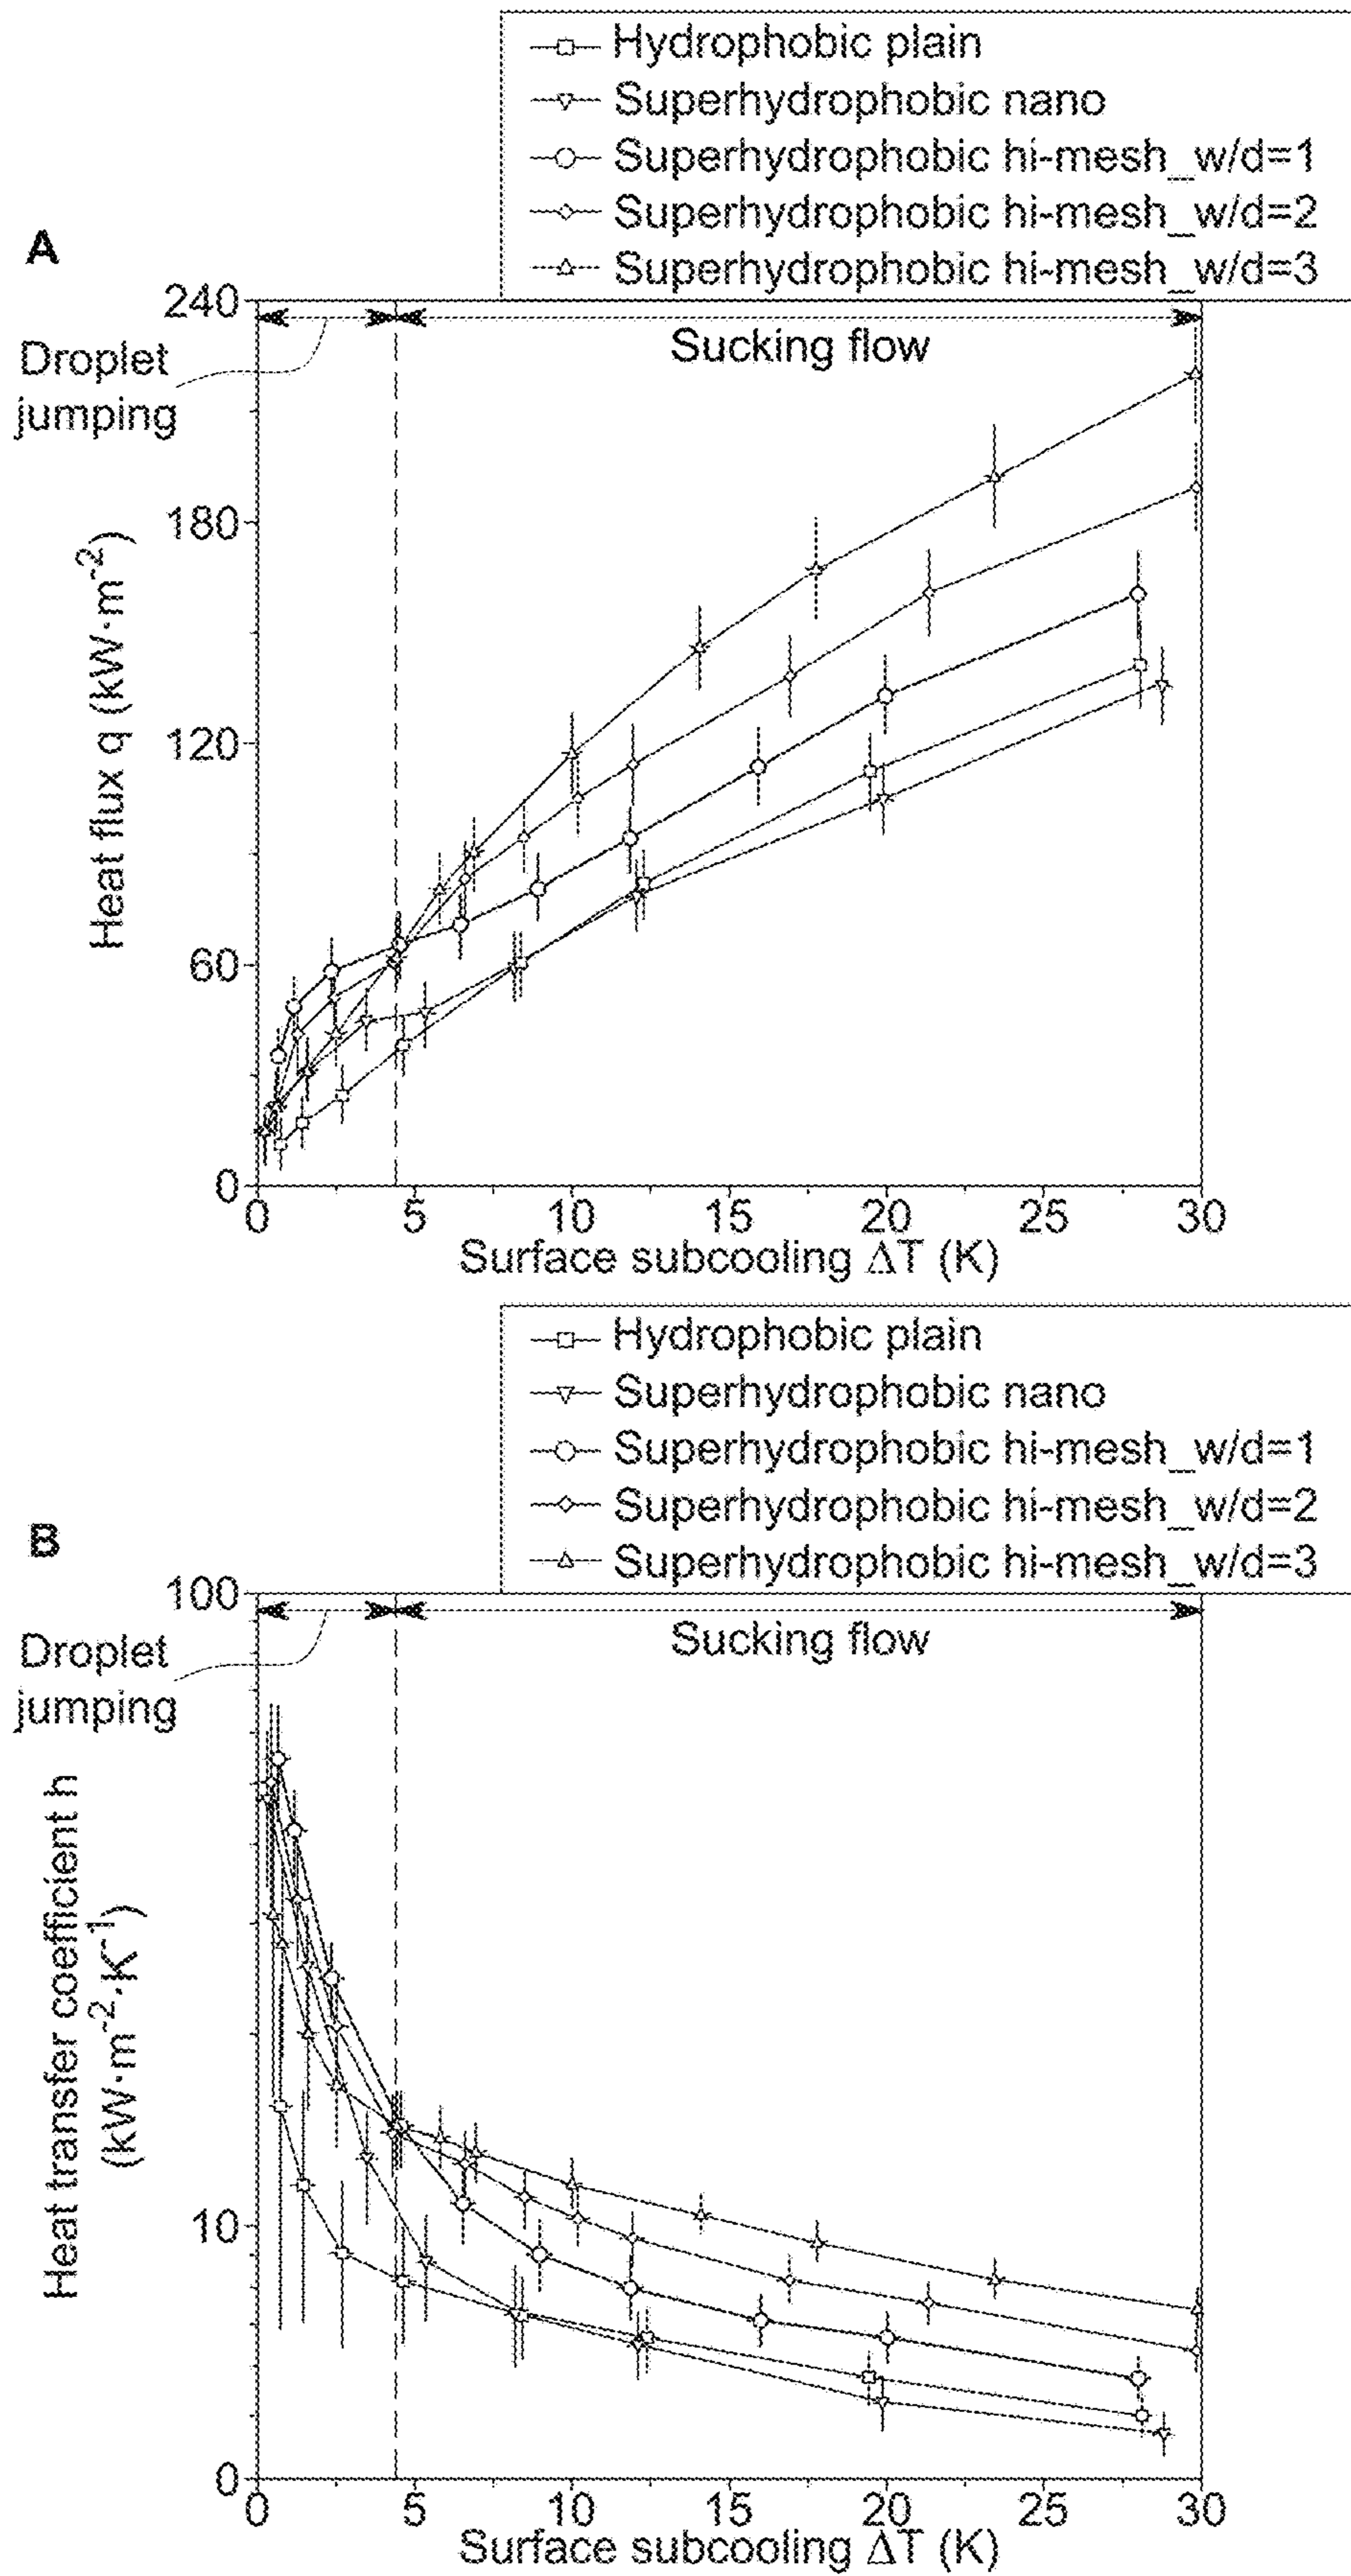 Hydrophobic plain
Superhydrophobic nano
Superhydrophobic hi-mesh_w/d=1
Superhydrophobic hi-mesh_w/d=2
Superhydrophobic hi-mesh_w/d=3
A
240
Droplet
jumping
Sucking flow
180
120
60
0
Heat flux q (kW·m⁻²)
0 5 10 15 20 25 30
Surface subcooling ΔT (K)
Hydrophobic plain
Superhydrophobic nano
Superhydrophobic hi-mesh_w/d=1
Superhydrophobic hi-mesh_w/d=2
Superhydrophobic hi-mesh_w/d=3
B
100
Droplet
jumping
Sucking flow
10
0
Heat transfer coefficient h
(kW·m⁻²·K⁻¹)
0 5 10 15 20 25 30
Surface subcooling ΔT (K)